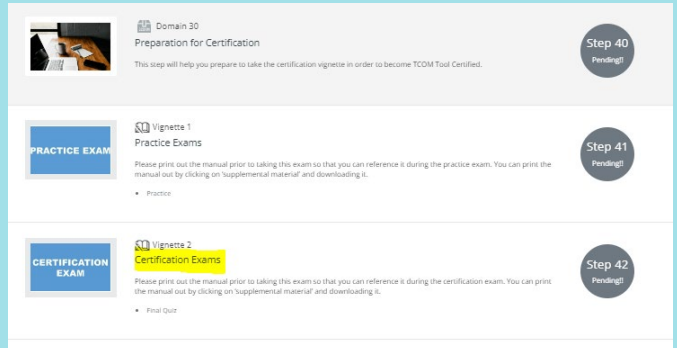 Domain 30
Preparation for Certification
This step will help you prepare to take the certification vignette in order to become TCOM Tool Certified.
Step 40
Pending!!
PRACTICE EXAM
Vignette 1
Practice Exams
Please print out the manual prior to taking this exam so that you can reference it during the practice exam. You can print the
manual out by clicking on 'supplemental material' and downloading it.
• Practice
Step 41
Pending!!
CERTIFICATION
EXAM
Vignette 2
Certification Exams
Please print out the manual prior to taking this exam so that you can reference it during the certification exam. You can print
the manual out by clicking on 'supplemental material' and downloading it.
• Final Quiz
Step 42
Pending!!